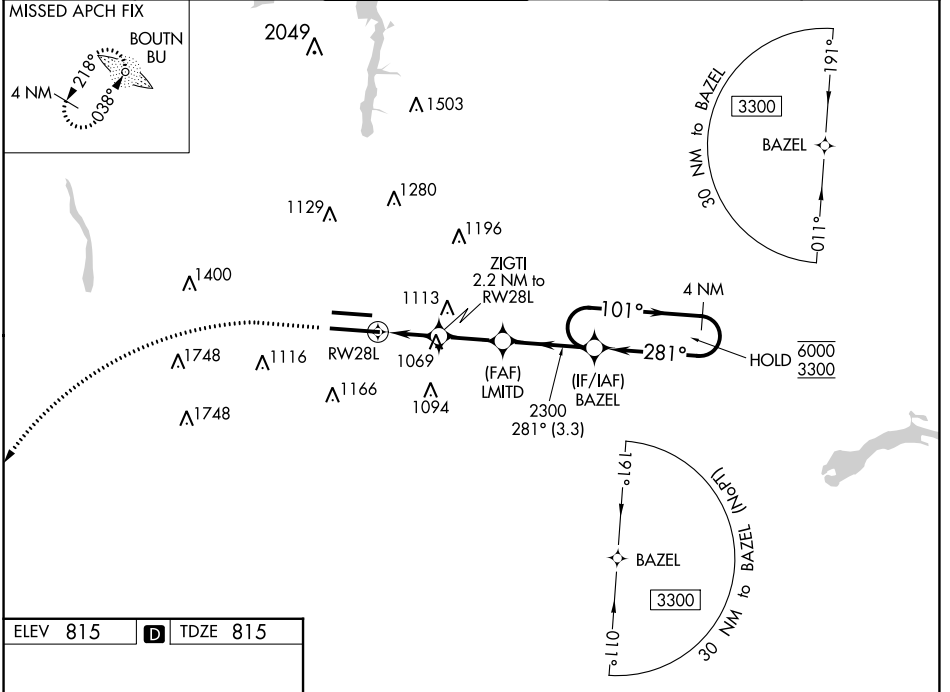 MISSED APCH FIX
BOUTN
BU
4 NM
218°
038°
2049
1503
1280
1129
1196
1400
1113
ZIGTI
2.2 NM to
RW28L
RW28L
1069
1748
1116
1748
1166
1094
(FAF)
LMITD
(IF/IAF)
BAZEL
2300
281° (3.3)
101°
281°
4 NM
HOLD
6000
3300
30 NM to BAZEL
3300
191°
BAZEL
011°
191°
BAZEL
3300
011°
30 NM to BAZEL (NoPT)
ELEV 815
D
TDZE 815